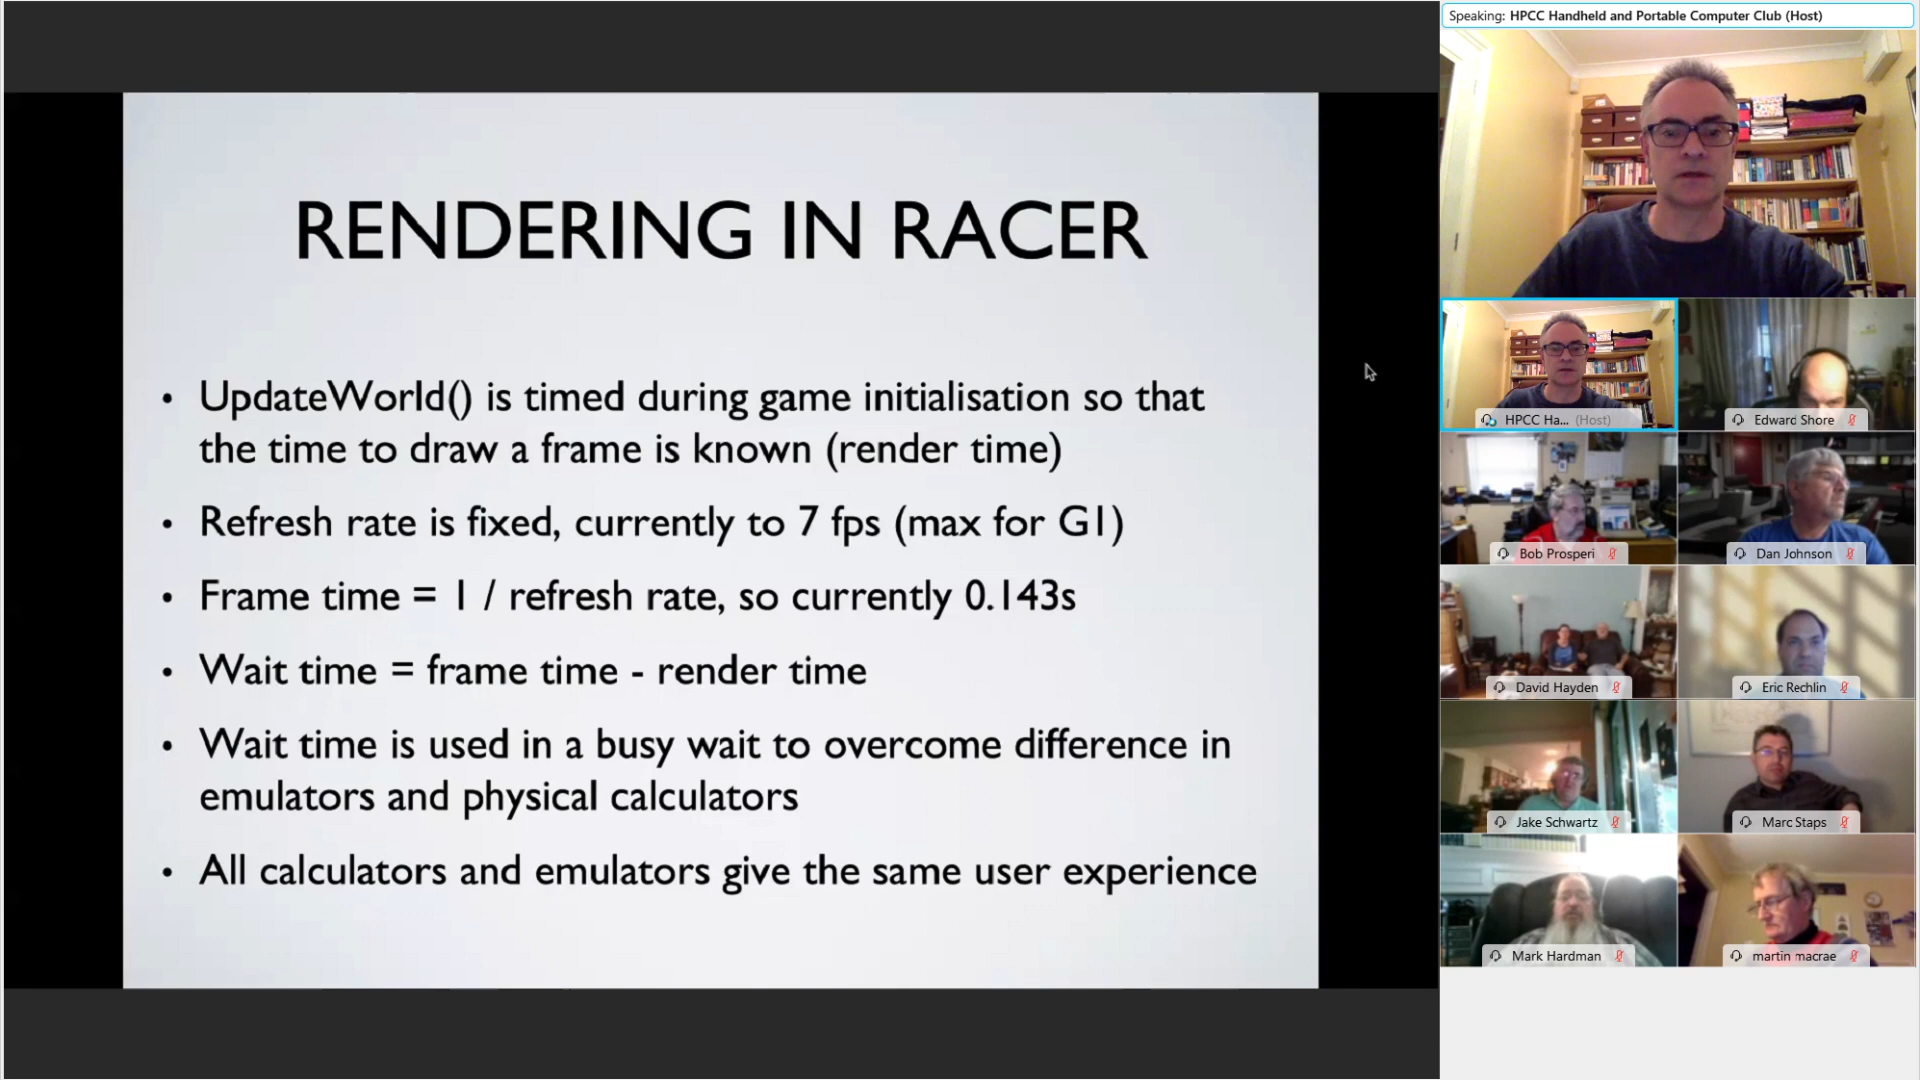 Speaking: HPCC Handheld and Portable Computer Club (Host)
RENDERING IN RACER
• UpdateWorld() is timed during game initialisation so that
the time to draw a frame is known (render time)
• Refresh rate is fixed, currently to 7 fps (max for G1)
• Frame time = 1 / refresh rate, so currently 0.143s
• Wait time = frame time - render time
• Wait time is used in a busy wait to overcome difference in
emulators and physical calculators
• All calculators and emulators give the same user experience
HPCC Ha... (Host)
Edward Shore
Bob Prosperi
Dan Johnson
David Hayden
Eric Rechlin
Jake Schwartz
Marc Staps
Mark Hardman
martin macrae